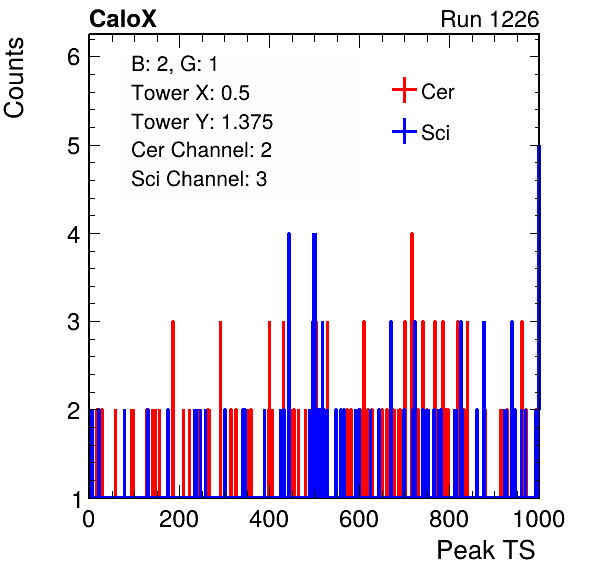 CaloX Run 1226
B: 2, G: 1
Tower X: 0.5
Tower Y: 1.375
Cer Channel: 2
Sci Channel: 3
Cer
Sci
Counts
6
5
4
3
2
1
0 200 400 600 800 1000
Peak TS